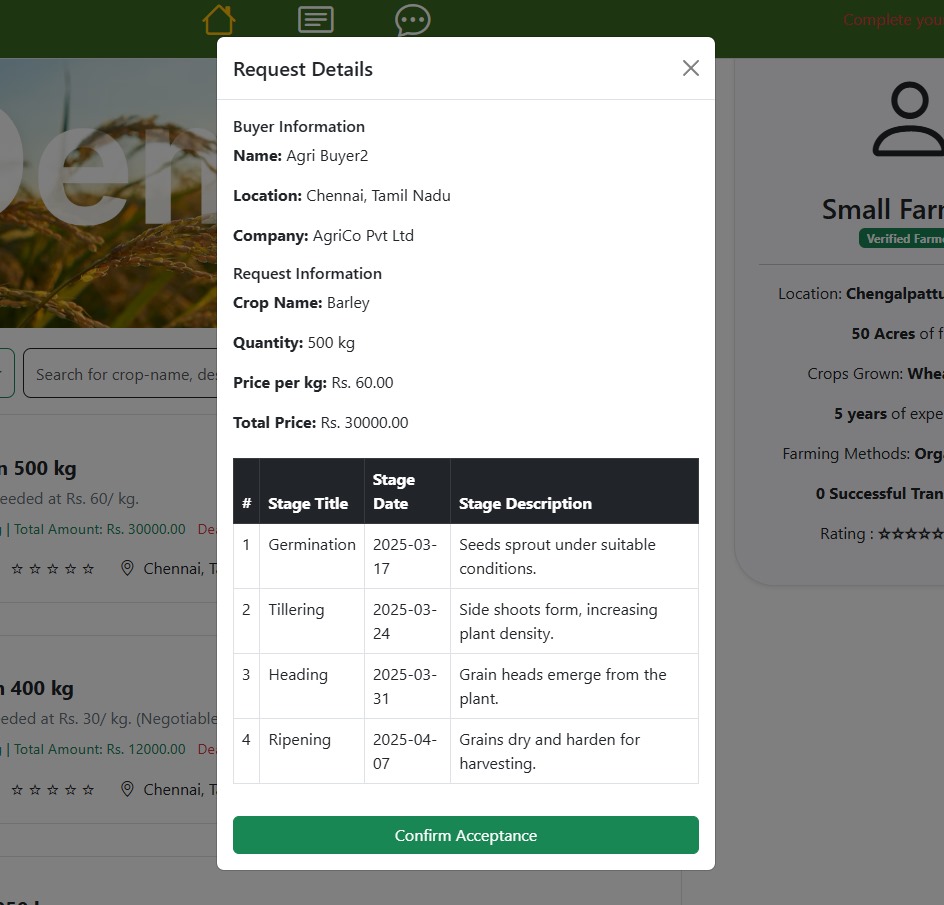 Complete you
Den
Request Details
Buyer Information
Name: Agri Buyer2
Location: Chennai, Tamil Nadu
Company: AgriCo Pvt Ltd
Request Information
Crop Name: Barley
Quantity: 500 kg
Price per kg: Rs. 60.00
Total Price: Rs. 30000.00
# Stage Title Stage Date Stage Description
1 Germination 2025-03-17 Seeds sprout under suitable
conditions.
2 Tillering 2025-03-24 Side shoots form, increasing
plant density.
3 Heading 2025-03-31 Grain heads emerge from the
plant.
4 Ripening 2025-04-07 Grains dry and harden for
harvesting.
Confirm Acceptance
Search for crop-name, des
n 500 kg
eeded at Rs. 60/ kg.
| Total Amount: Rs. 30000.00 De
Chennai, T
n 400 kg
eded at Rs. 30/ kg. (Negotiable
| Total Amount: Rs. 12000.00 De
Chennai, T
Small Farm
Verified Farme
Location: Chengalpattu
50 Acres of f
Crops Grown: Whea
5 years of expe
Farming Methods: Orga
0 Successful Tran
Rating : ☆☆☆☆☆